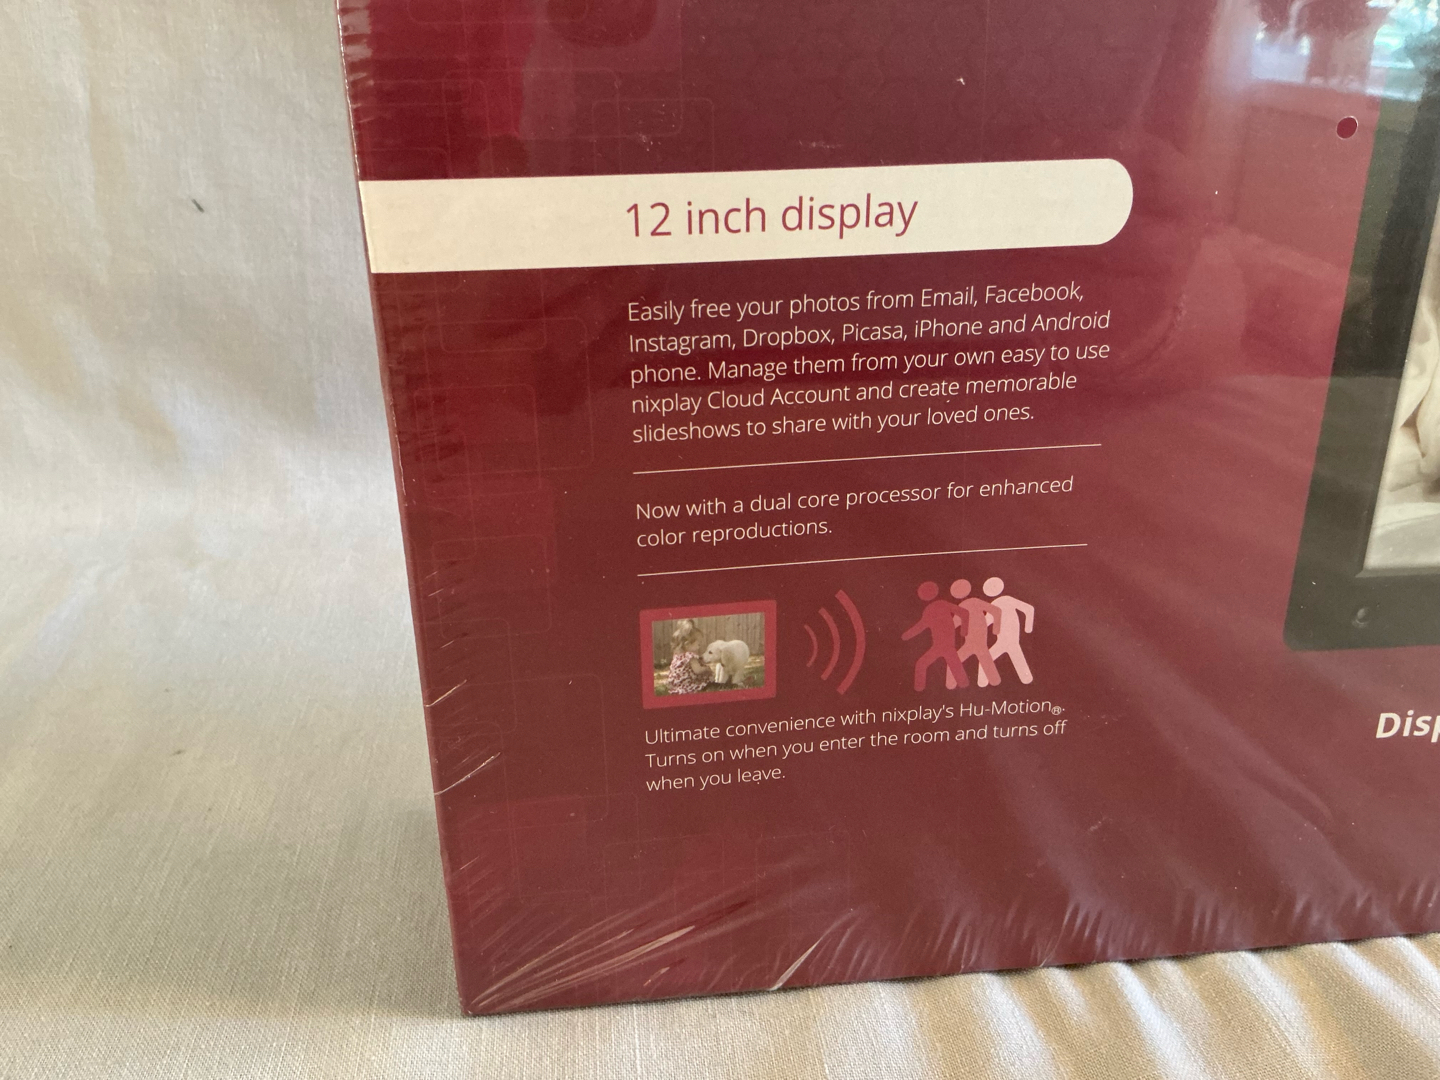 12 inch display
Easily free your photos from Email, Facebook,
Instagram, Dropbox, Picasa, iPhone and Android
phone. Manage them from your own easy to use
nixplay Cloud Account and create memorable
slideshows to share with your loved ones.
Now with a dual core processor for enhanced
color reproductions.
Ultimate convenience with nixplay's Hu-Motion®.
Turns on when you enter the room and turns off
when you leave.